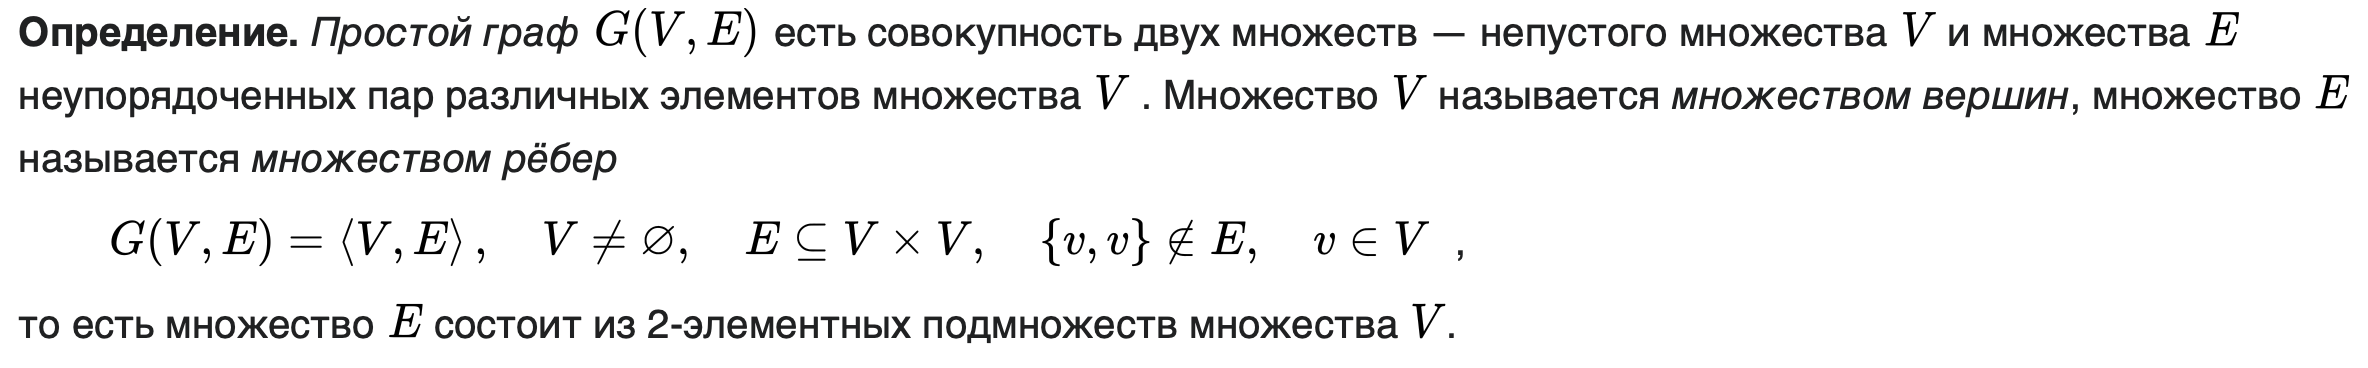 Определение. Простой граф G(V, E) есть совокупность двух множеств — непустого множества V и множества E
неупорядоченных пар различных элементов множества V . Множество V называется множеством вершин, множество E
называется множеством рёбер
G(V, E) = ⟨V, E⟩ , V ≠ ∅, E ⊆ V × V, {v, v} ∉ E, v ∈ V ,
то есть множество E состоит из 2-элементных подмножеств множества V.